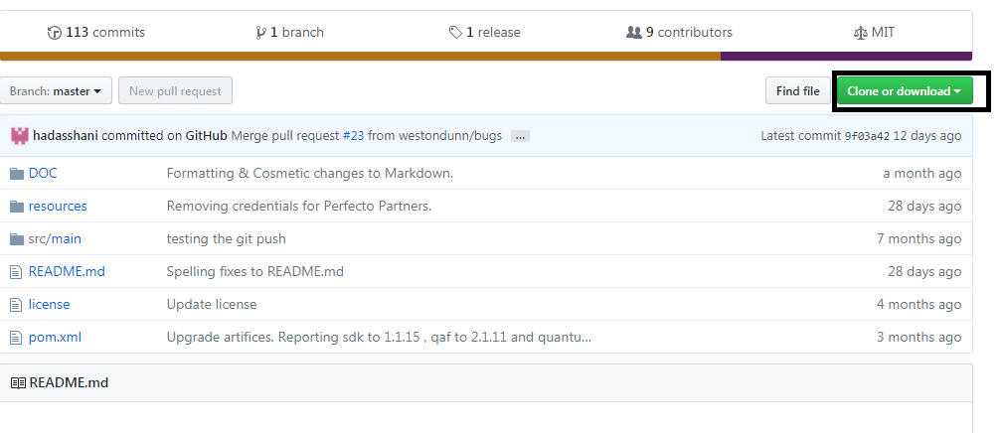 113 commits 1 branch 1 release 9 contributors MIT
Branch: master New pull request Find file Clone or download
hadasshani committed on GitHub Merge pull request #23 from westondunn/bugs ... Latest commit 9f03a42 12 days ago
DOC Formatting & Cosmetic changes to Markdown. a month ago
resources Removing credentials for Perfecto Partners. 28 days ago
src/main testing the git push 7 months ago
README.md Spelling fixes to README.md 28 days ago
license Update license 4 months ago
pom.xml Upgrade artifices. Reporting sdk to 1.1.15 , qaf to 2.1.11 and quantu... 3 months ago
README.md